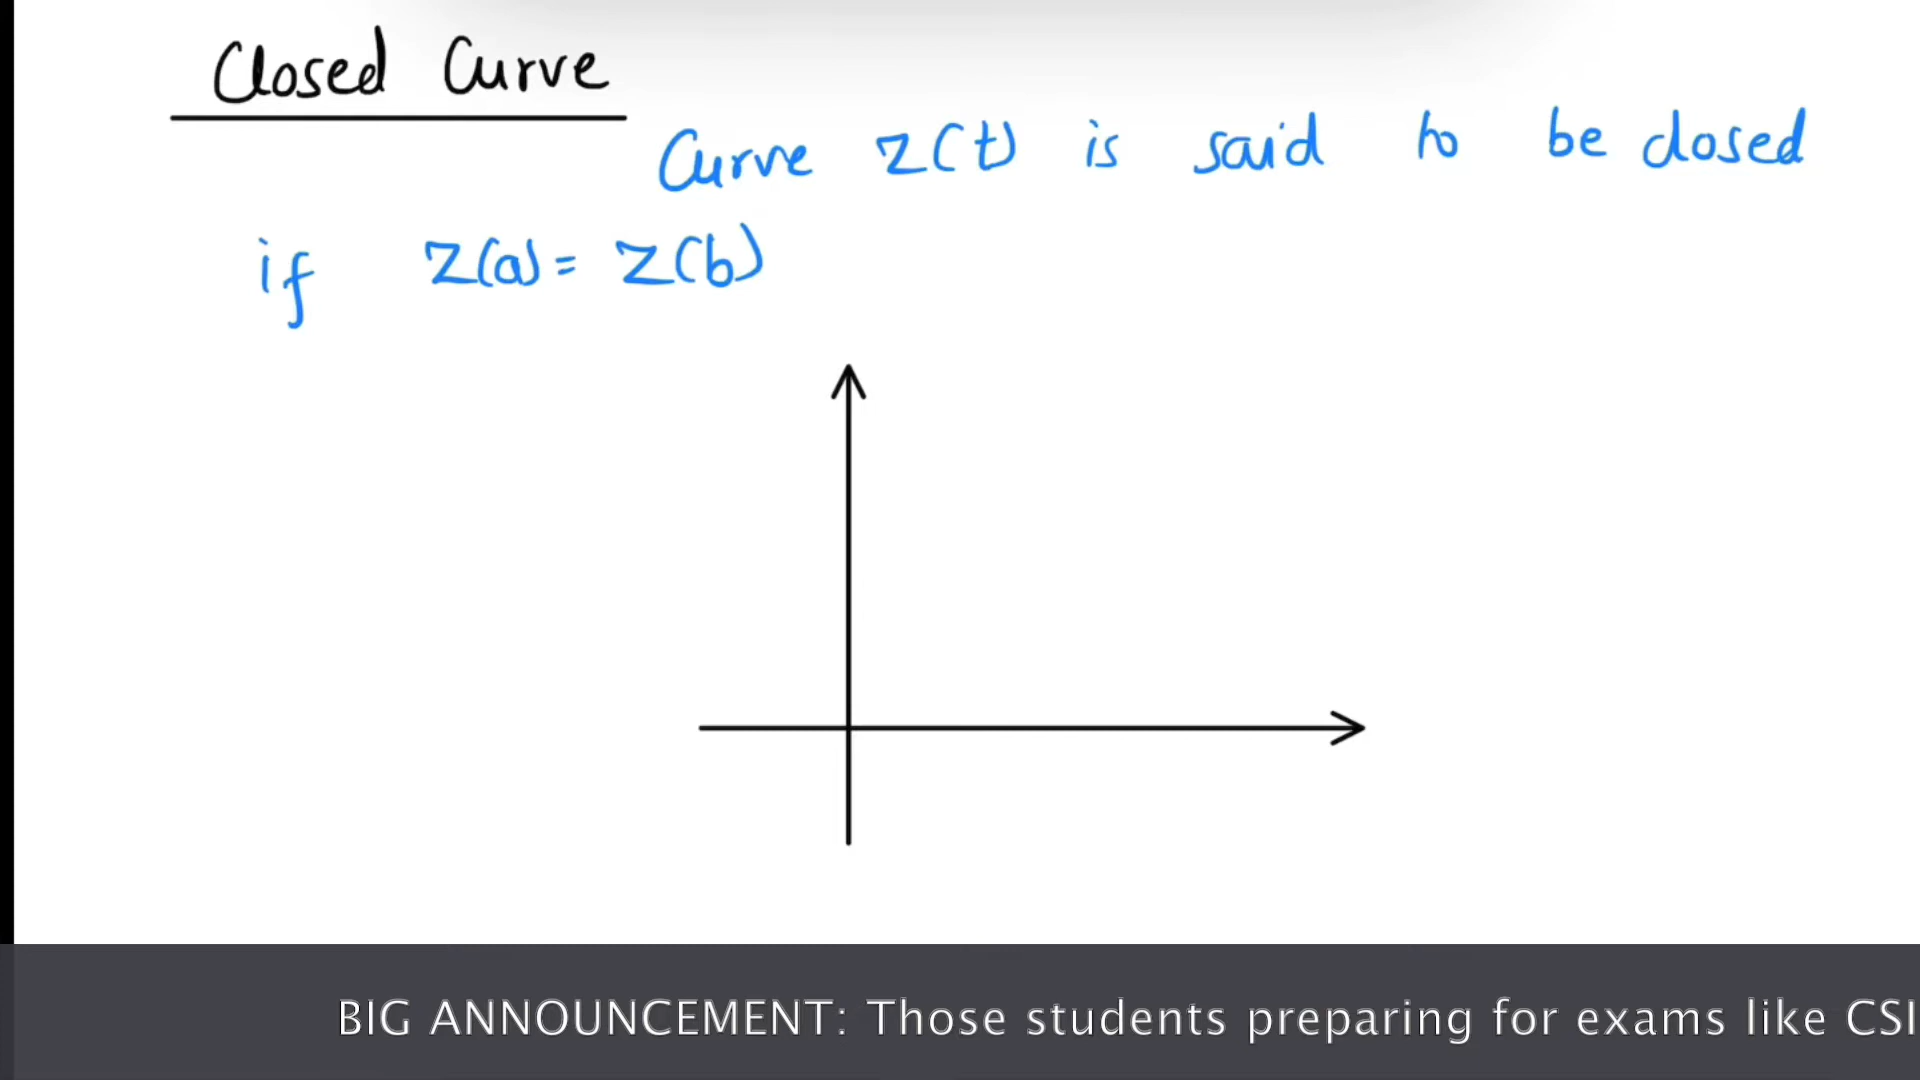 Closed Curve
Curve z(t) is said to be closed
if z(a) = z(b)
BIG ANNOUNCEMENT: Those students preparing for exams like CSI